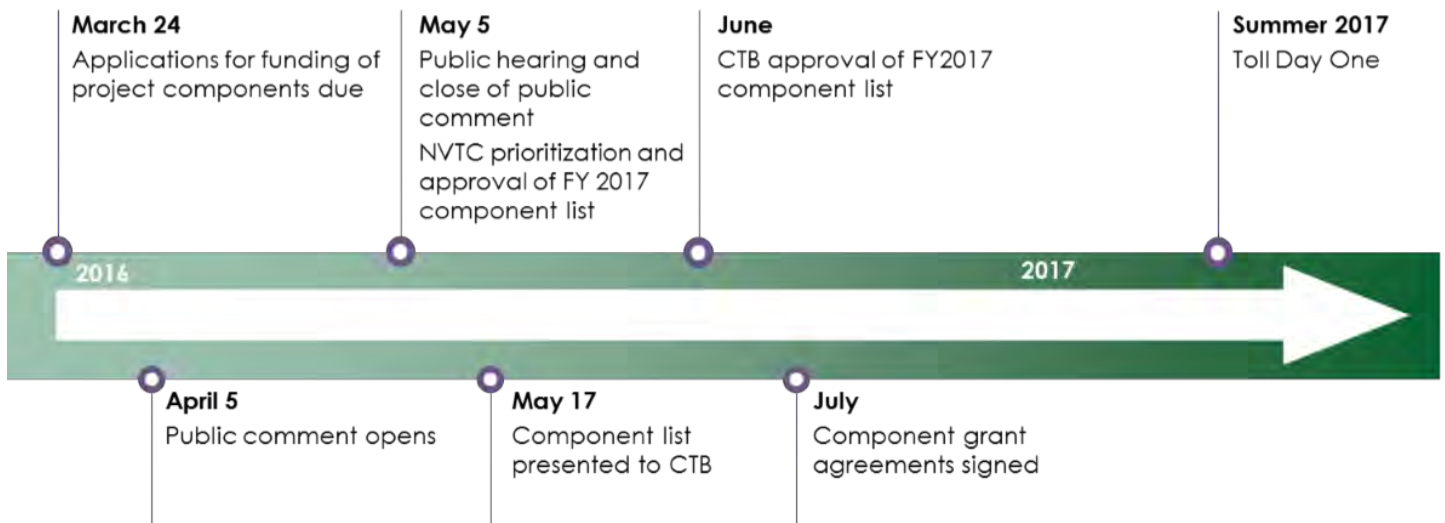 March 24
Applications for funding of
project components due
May 5
Public hearing and
close of public
comment
NVTC prioritization and
approval of FY 2017
component list
June
CTB approval of FY2017
component list
Summer 2017
Toll Day One
2016
2017
April 5
Public comment opens
May 17
Component list
presented to CTB
July
Component grant
agreements signed